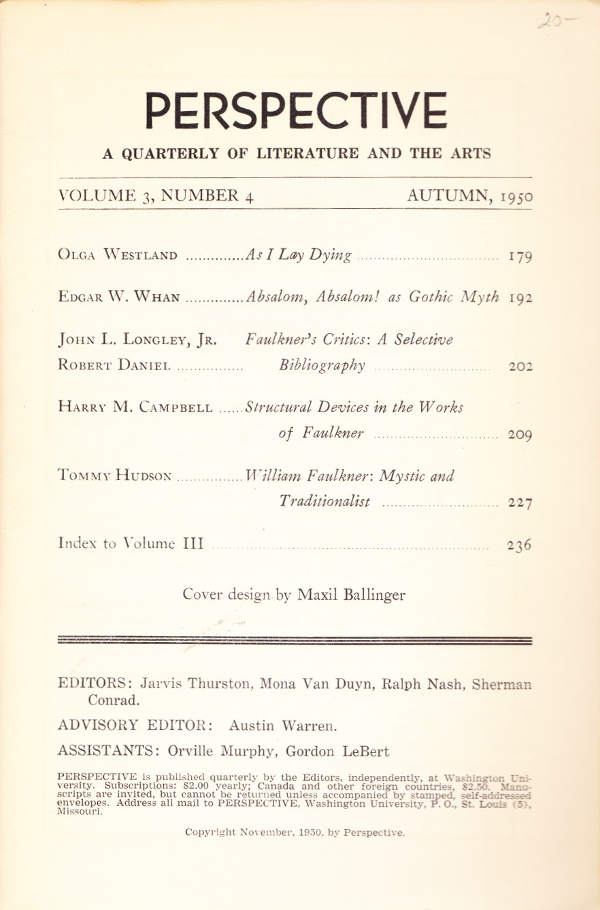 20-
PERSPECTIVE
A QUARTERLY OF LITERATURE AND THE ARTS
VOLUME 3, NUMBER 4 AUTUMN, 1950
OLGA WESTLAND ..............As I Lay Dying .................................. 179
EDGAR W. WHAN ..............Absalom, Absalom! as Gothic Myth 192
JOHN L. LONGLEY, JR. Faulkner's Critics: A Selective
ROBERT DANIEL ................ Bibliography ............................ 202
HARRY M. CAMPBELL ......Structural Devices in the Works
of Faulkner .............................. 209
TOMMY HUDSON ................William Faulkner: Mystic and
Traditionalist ............................ 227
Index to Volume III .................................................................. 236
Cover design by Maxil Ballinger
EDITORS: Jarvis Thurston, Mona Van Duyn, Ralph Nash, Sherman
Conrad.
ADVISORY EDITOR: Austin Warren.
ASSISTANTS: Orville Murphy, Gordon LeBert
PERSPECTIVE is published quarterly by the Editors, independently, at Washington Uni-
versity. Subscriptions: $2.00 yearly; Canada and other foreign countries, $2.50. Manu-
scripts are invited, but cannot be returned unless accompanied by stamped, self-addressed
envelopes. Address all mail to PERSPECTIVE, Washington University, P. O., St. Louis (5),
Missouri.
Copyright November, 1950, by Perspective.